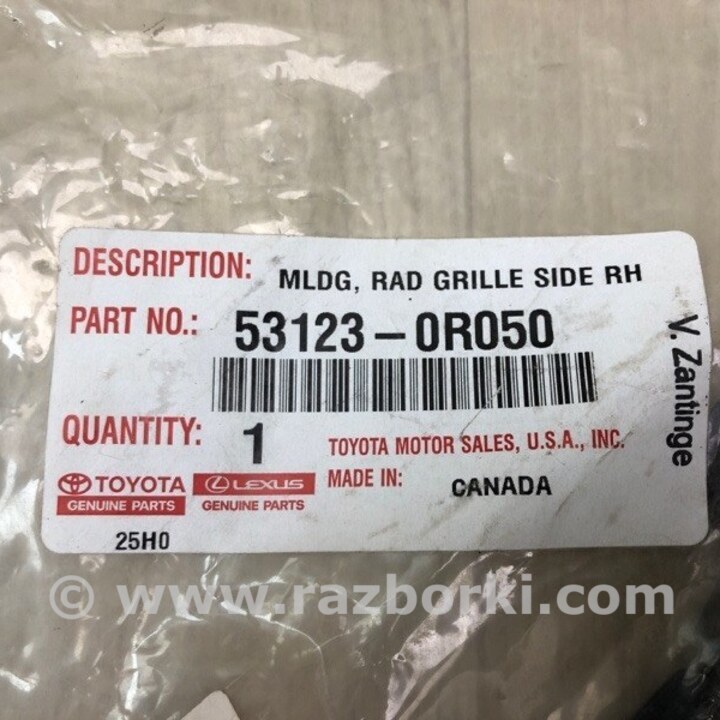 DESCRIPTION: MLDG, RAD GRILLE SIDE RH
PART NO.: 53123-0R050
QUANTITY: 1
TOYOTA MOTOR SALES, U.S.A., INC.
MADE IN: CANADA
TOYOTA
GENUINE PARTS
LEXUS
GENUINE PARTS
25H0
V. Zantinge
© www.razborki.com